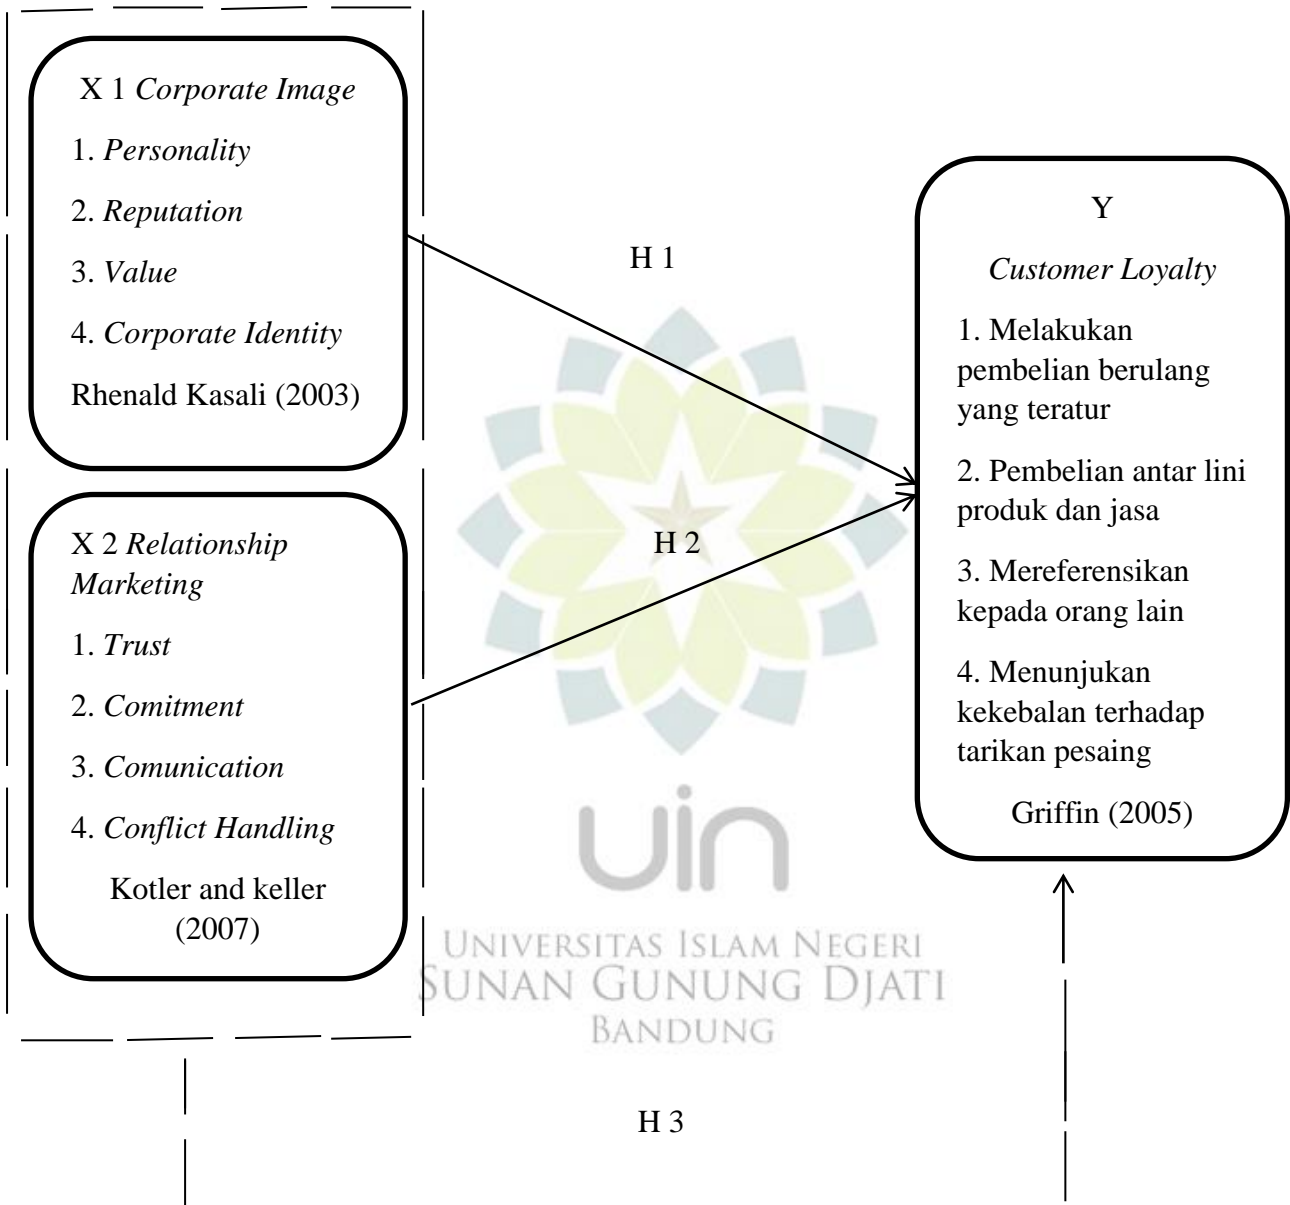 X 1 Corporate Image
1. Personality
2. Reputation
3. Value
4. Corporate Identity
Rhenald Kasali (2003)
X 2 Relationship
Marketing
1. Trust
2. Comitment
3. Comunication
4. Conflict Handling
Kotler and keller
(2007)
H 1
H 2
H 3
Y
Customer Loyalty
1. Melakukan
pembelian berulang
yang teratur
2. Pembelian antar lini
produk dan jasa
3. Mereferensikan
kepada orang lain
4. Menunjukan
kekebalan terhadap
tarikan pesaing
Griffin (2005)
uin
UNIVERSITAS ISLAM NEGERI
SUNAN GUNUNG DJATI
BANDUNG